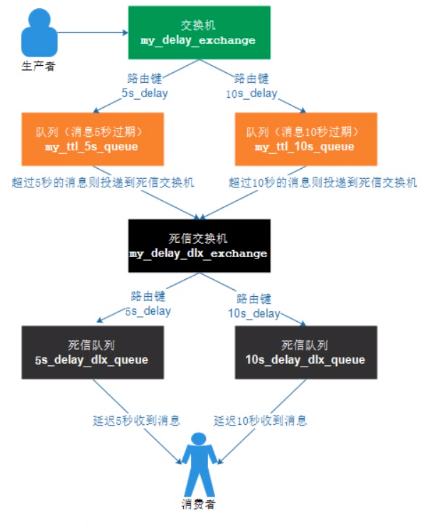 交换机
my_delay_exchange
生产者
路由键
5s_delay
路由键
10s_delay
队列（消息5秒过期）
my_ttl_5s_queue
队列（消息10秒过期）
my_ttl_10s_queue
超过5秒的消息则投递到死信交换机
超过10秒的消息则投递到死信交换机
死信交换机
my_delay_dlx_exchange
路由键
5s_delay
路由键
10s_delay
死信队列
5s_delay_dlx_queue
死信队列
10s_delay_dlx_queue
延迟5秒收到消息
延迟10秒收到消息
消费者